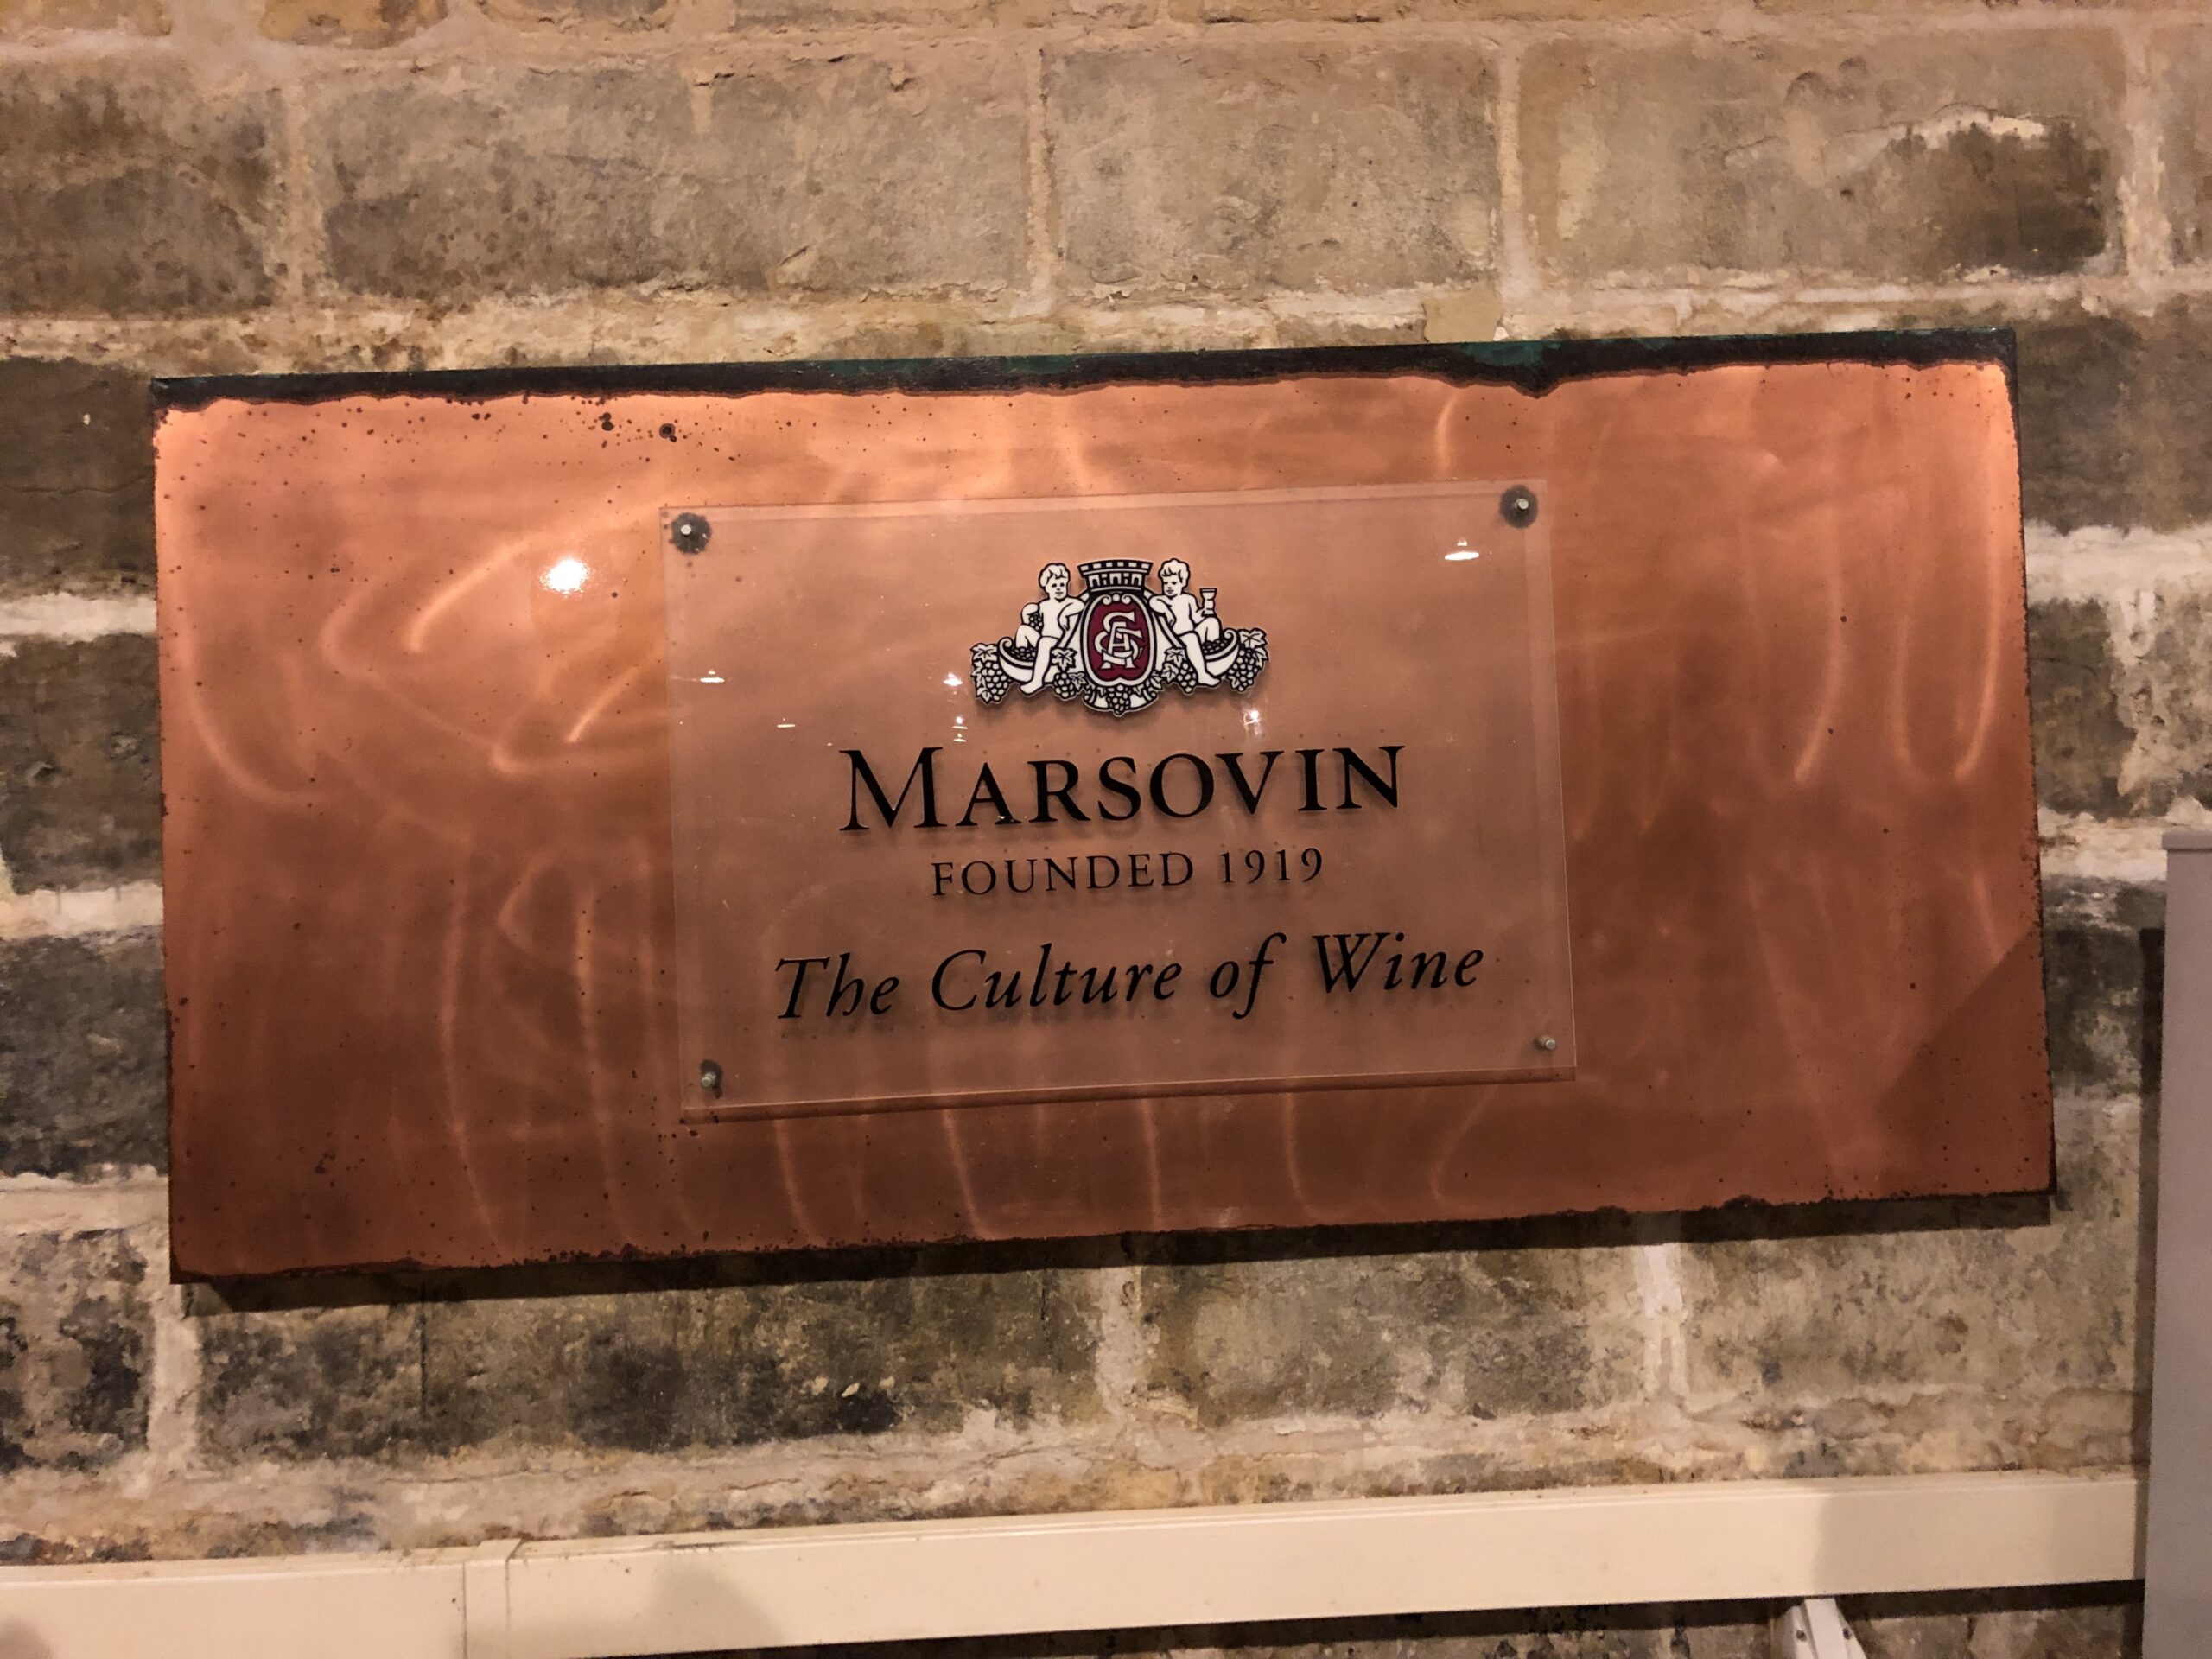 MARSOVIN
FOUNDED 1919
The Culture of Wine